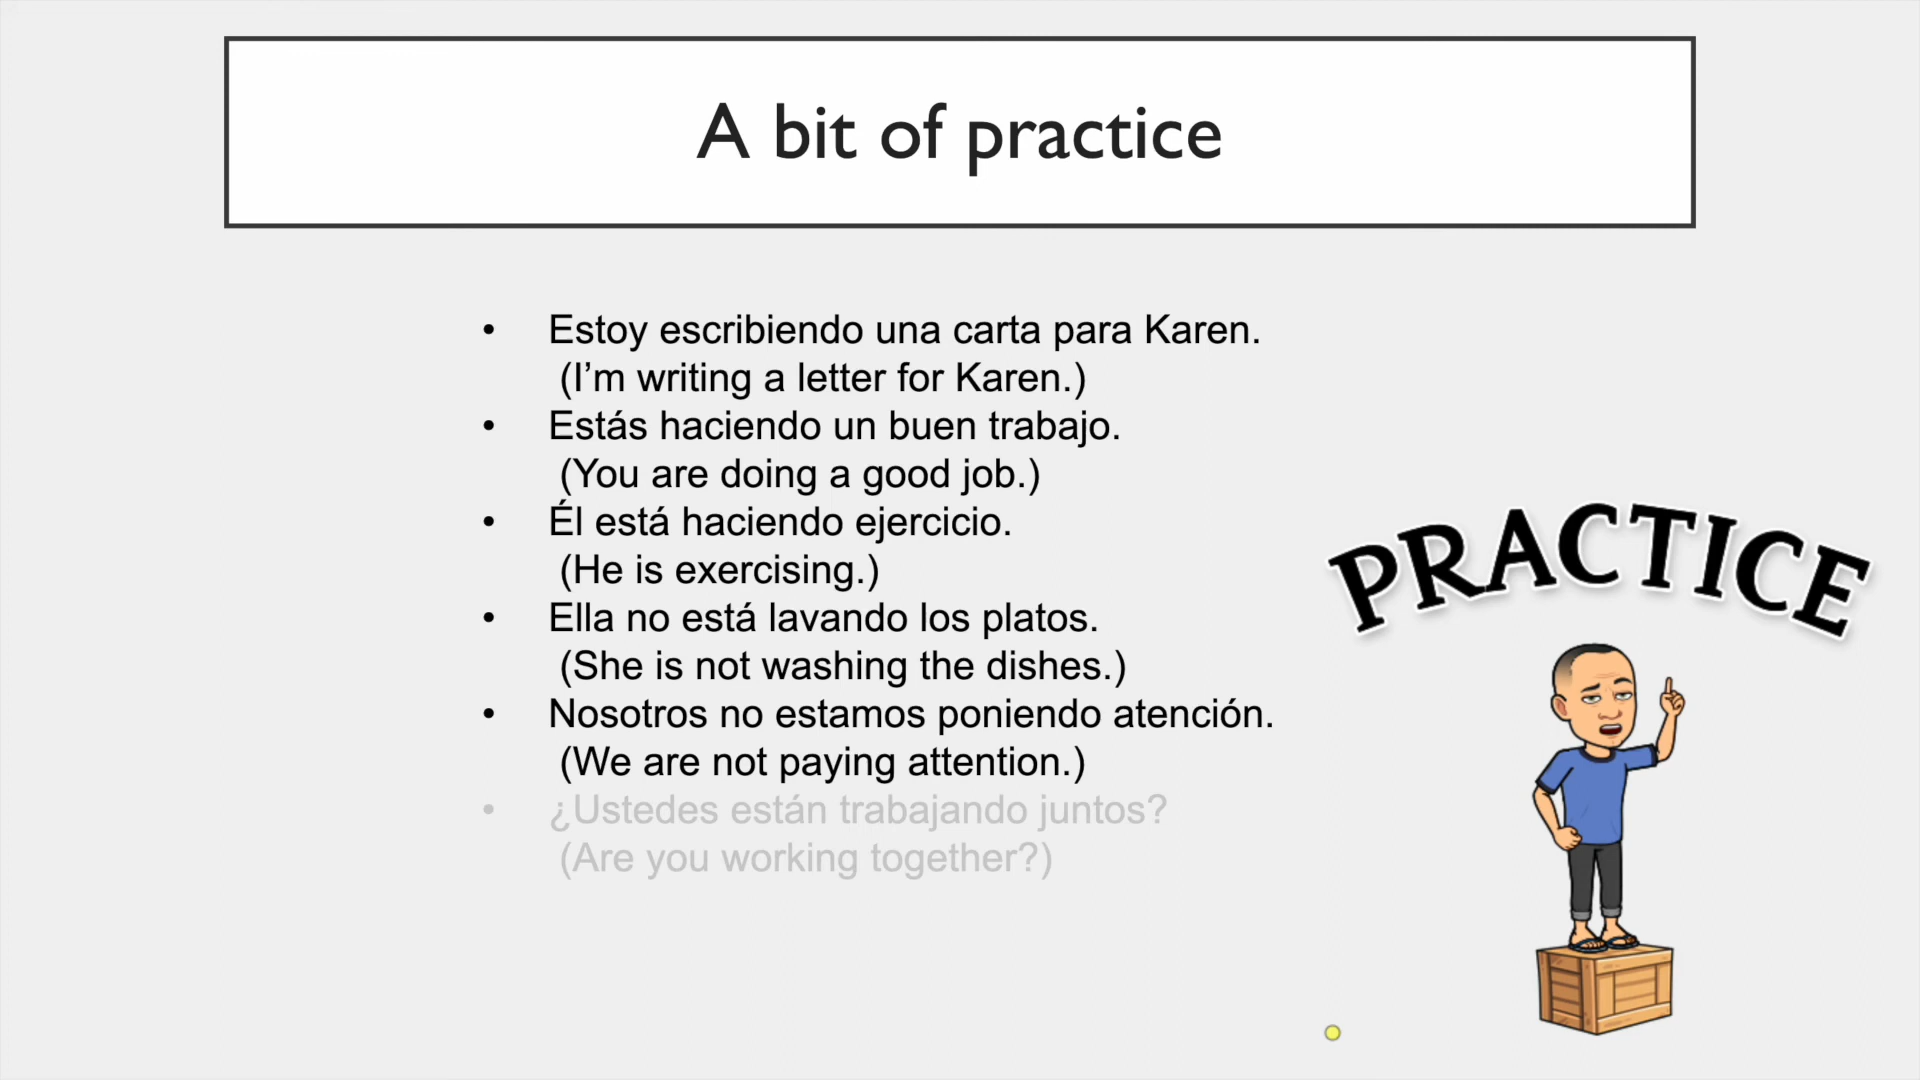 A bit of practice
• Estoy escribiendo una carta para Karen.
(I’m writing a letter for Karen.)
• Estás haciendo un buen trabajo.
(You are doing a good job.)
• Él está haciendo ejercicio.
(He is exercising.)
• Ella no está lavando los platos.
(She is not washing the dishes.)
• Nosotros no estamos poniendo atención.
(We are not paying attention.)
• ¿Ustedes están trabajando juntos?
(Are you working together?)
PRACTICE